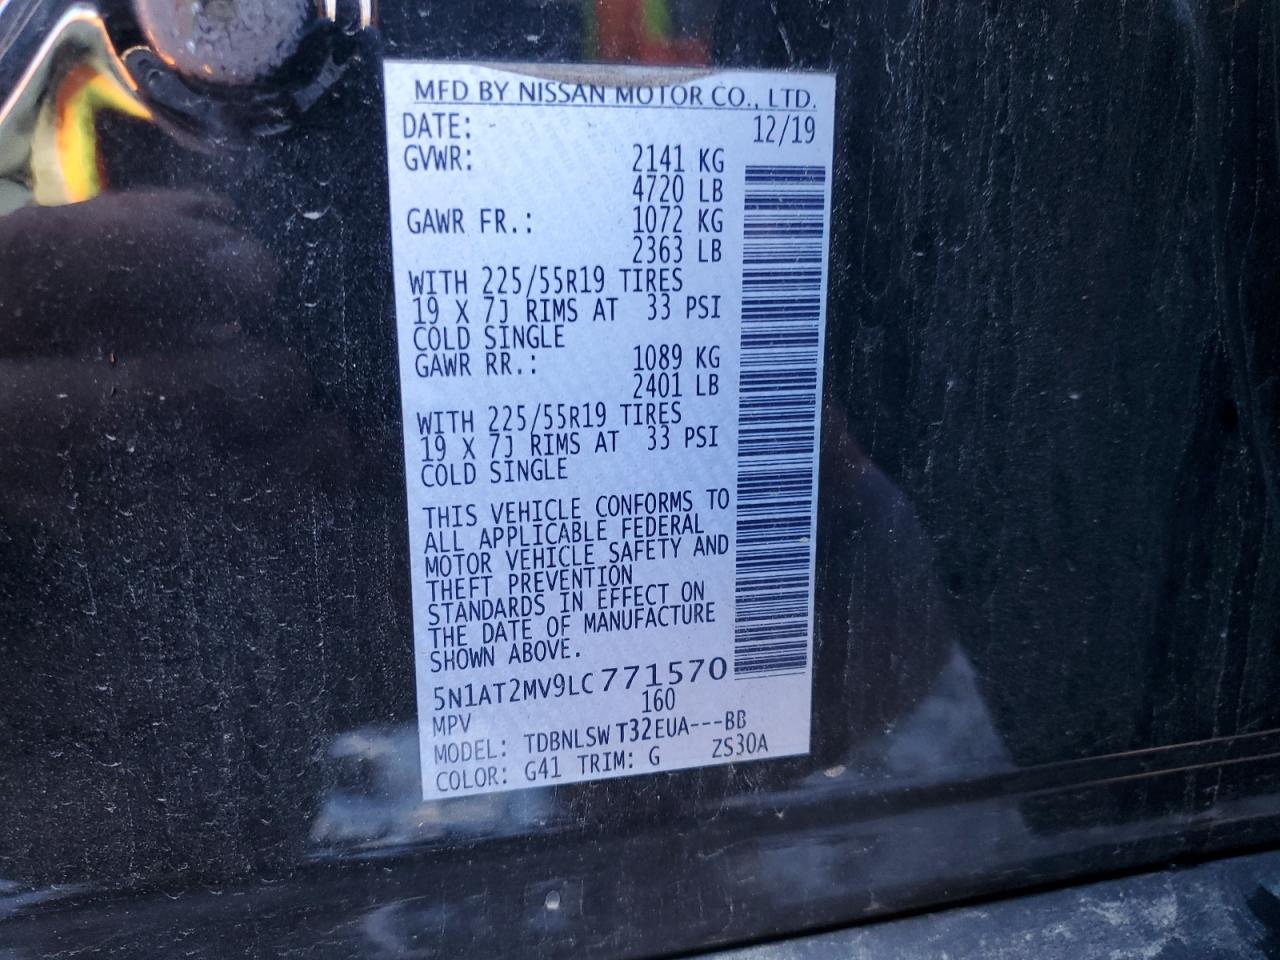 MFD BY NISSAN MOTOR CO., LTD.
DATE: 12/19
GVWR: 2141 KG
4720 LB
GAWR FR.: 1072 KG
2363 LB
WITH 225/55R19 TIRES
19 X 7J RIMS AT 33 PSI
COLD SINGLE
GAWR RR.: 1089 KG
2401 LB
WITH 225/55R19 TIRES
19 X 7J RIMS AT 33 PSI
COLD SINGLE
THIS VEHICLE CONFORMS TO
ALL APPLICABLE FEDERAL
MOTOR VEHICLE SAFETY AND
THEFT PREVENTION
STANDARDS IN EFFECT ON
THE DATE OF MANUFACTURE
SHOWN ABOVE.
5N1AT2MV9LC771570
MPV 160
MODEL: TDBNLSW T32EUA---BB
COLOR: G41 TRIM: G ZS30A